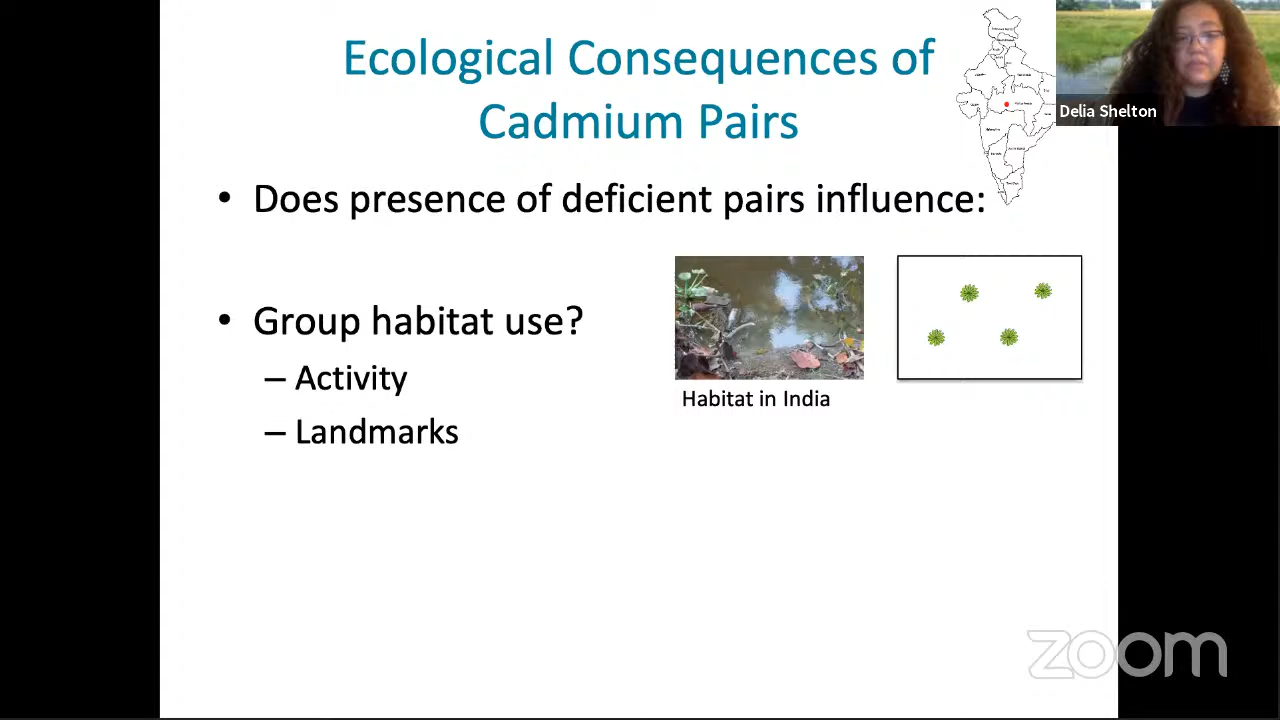 Ecological Consequences of
Cadmium Pairs
Delia Shelton
• Does presence of deficient pairs influence:
• Group habitat use?
– Activity
– Landmarks
Habitat in India
zoom